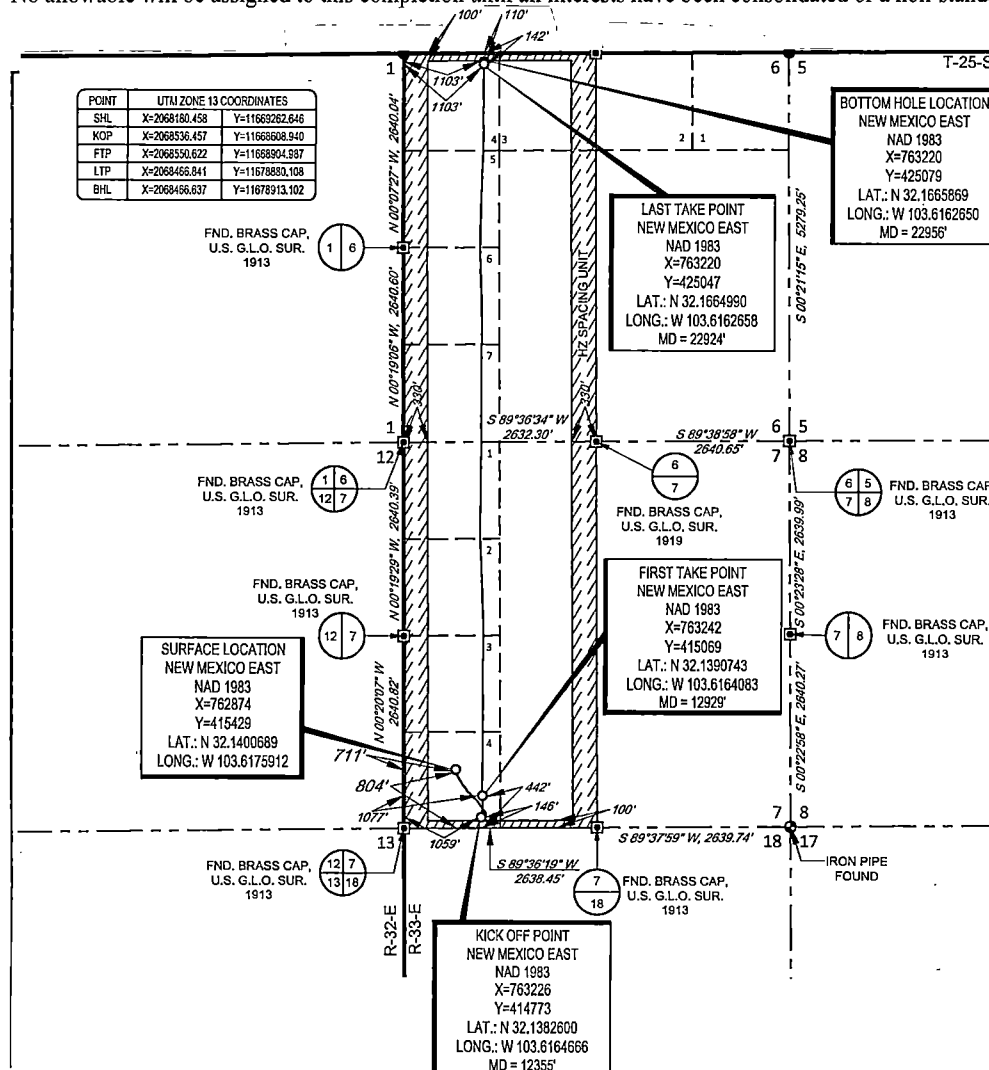 No allowable will be assigned to this completion until all interests have been consolidated or a non-stand
100'
110'
142'
1
1103'
1103'
6
5
T-25-S
POINT UTM ZONE 13 COORDINATES
SHL X=2068180.458 Y=11669262.646
KOP X=2068536.457 Y=11668608.940
FTP X=2068550.622 Y=11668904.987
LTP X=2068466.841 Y=11678880.108
BHL X=2068466.637 Y=11678913.102
BOTTOM HOLE LOCATION
NEW MEXICO EAST
NAD 1983
X=763220
Y=425079
LAT.: N 32.1665869
LONG.: W 103.6162650
MD = 22956'
N 00°07'27" W, 2640.04'
4
3
5
2
1
LAST TAKE POINT
NEW MEXICO EAST
NAD 1983
X=763220
Y=425047
LAT.: N 32.1664990
LONG.: W 103.6162658
MD = 22924'
S 00°21'15" E, 5279.25'
FND. BRASS CAP,
U.S. G.L.O. SUR.
1913
1 6
6
HZ SPACING UNIT
N 00°19'06" W, 2640.60'
7
330'
330'
S 89°36'34" W
2632.30'
S 89°38'58" W
2640.65'
1
12
1
6 5
7 8
FND. BRASS CAP,
U.S. G.L.O. SUR.
1913
1 6
12 7
6
7
FND. BRASS CAP,
U.S. G.L.O. SUR.
1919
6 5
7 8
FND. BRASS CAP,
U.S. G.L.O. SUR.
1913
N 00°19'29" W, 2640.39'
2
S 00°23'28" E, 2639.99'
FIRST TAKE POINT
NEW MEXICO EAST
NAD 1983
X=763242
Y=415069
LAT.: N 32.1390743
LONG.: W 103.6164083
MD = 12929'
FND. BRASS CAP,
U.S. G.L.O. SUR.
1913
12 7
3
7 8
FND. BRASS CAP,
U.S. G.L.O. SUR.
1913
SURFACE LOCATION
NEW MEXICO EAST
NAD 1983
X=762874
Y=415429
LAT.: N 32.1400689
LONG.: W 103.6175912
N 00°20'07" W
2640.82'
4
S 00°22'58" E, 2640.27'
711'
804'
1077'
442'
146'
100'
1059'
13
S 89°36'19" W
2638.45'
S 89°37'59" W, 2639.74'
7 8
18 17
IRON PIPE
FOUND
FND. BRASS CAP,
U.S. G.L.O. SUR.
1913
12 7
13 18
7
18
FND. BRASS CAP,
U.S. G.L.O. SUR.
1913
R-32-E
R-33-E
KICK OFF POINT
NEW MEXICO EAST
NAD 1983
X=763226
Y=414773
LAT.: N 32.1382600
LONG.: W 103.6164666
MD = 12355'